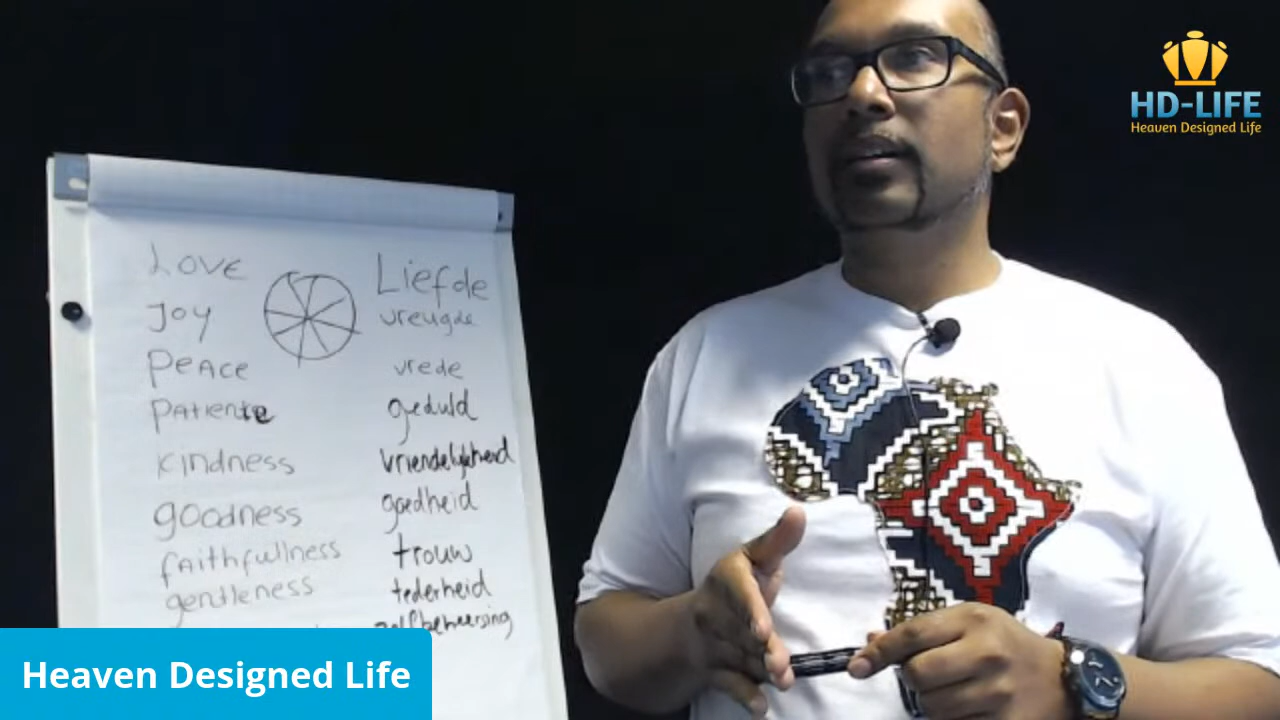 HD-LIFE
Heaven Designed Life
Love Liefde
Joy vreugde
Peace vrede
Patientie geduld
kindness vriendelijkheid
goodness goedheid
faithfullness trouw
gentleness tederheid
zelfbeheersing
Heaven Designed Life